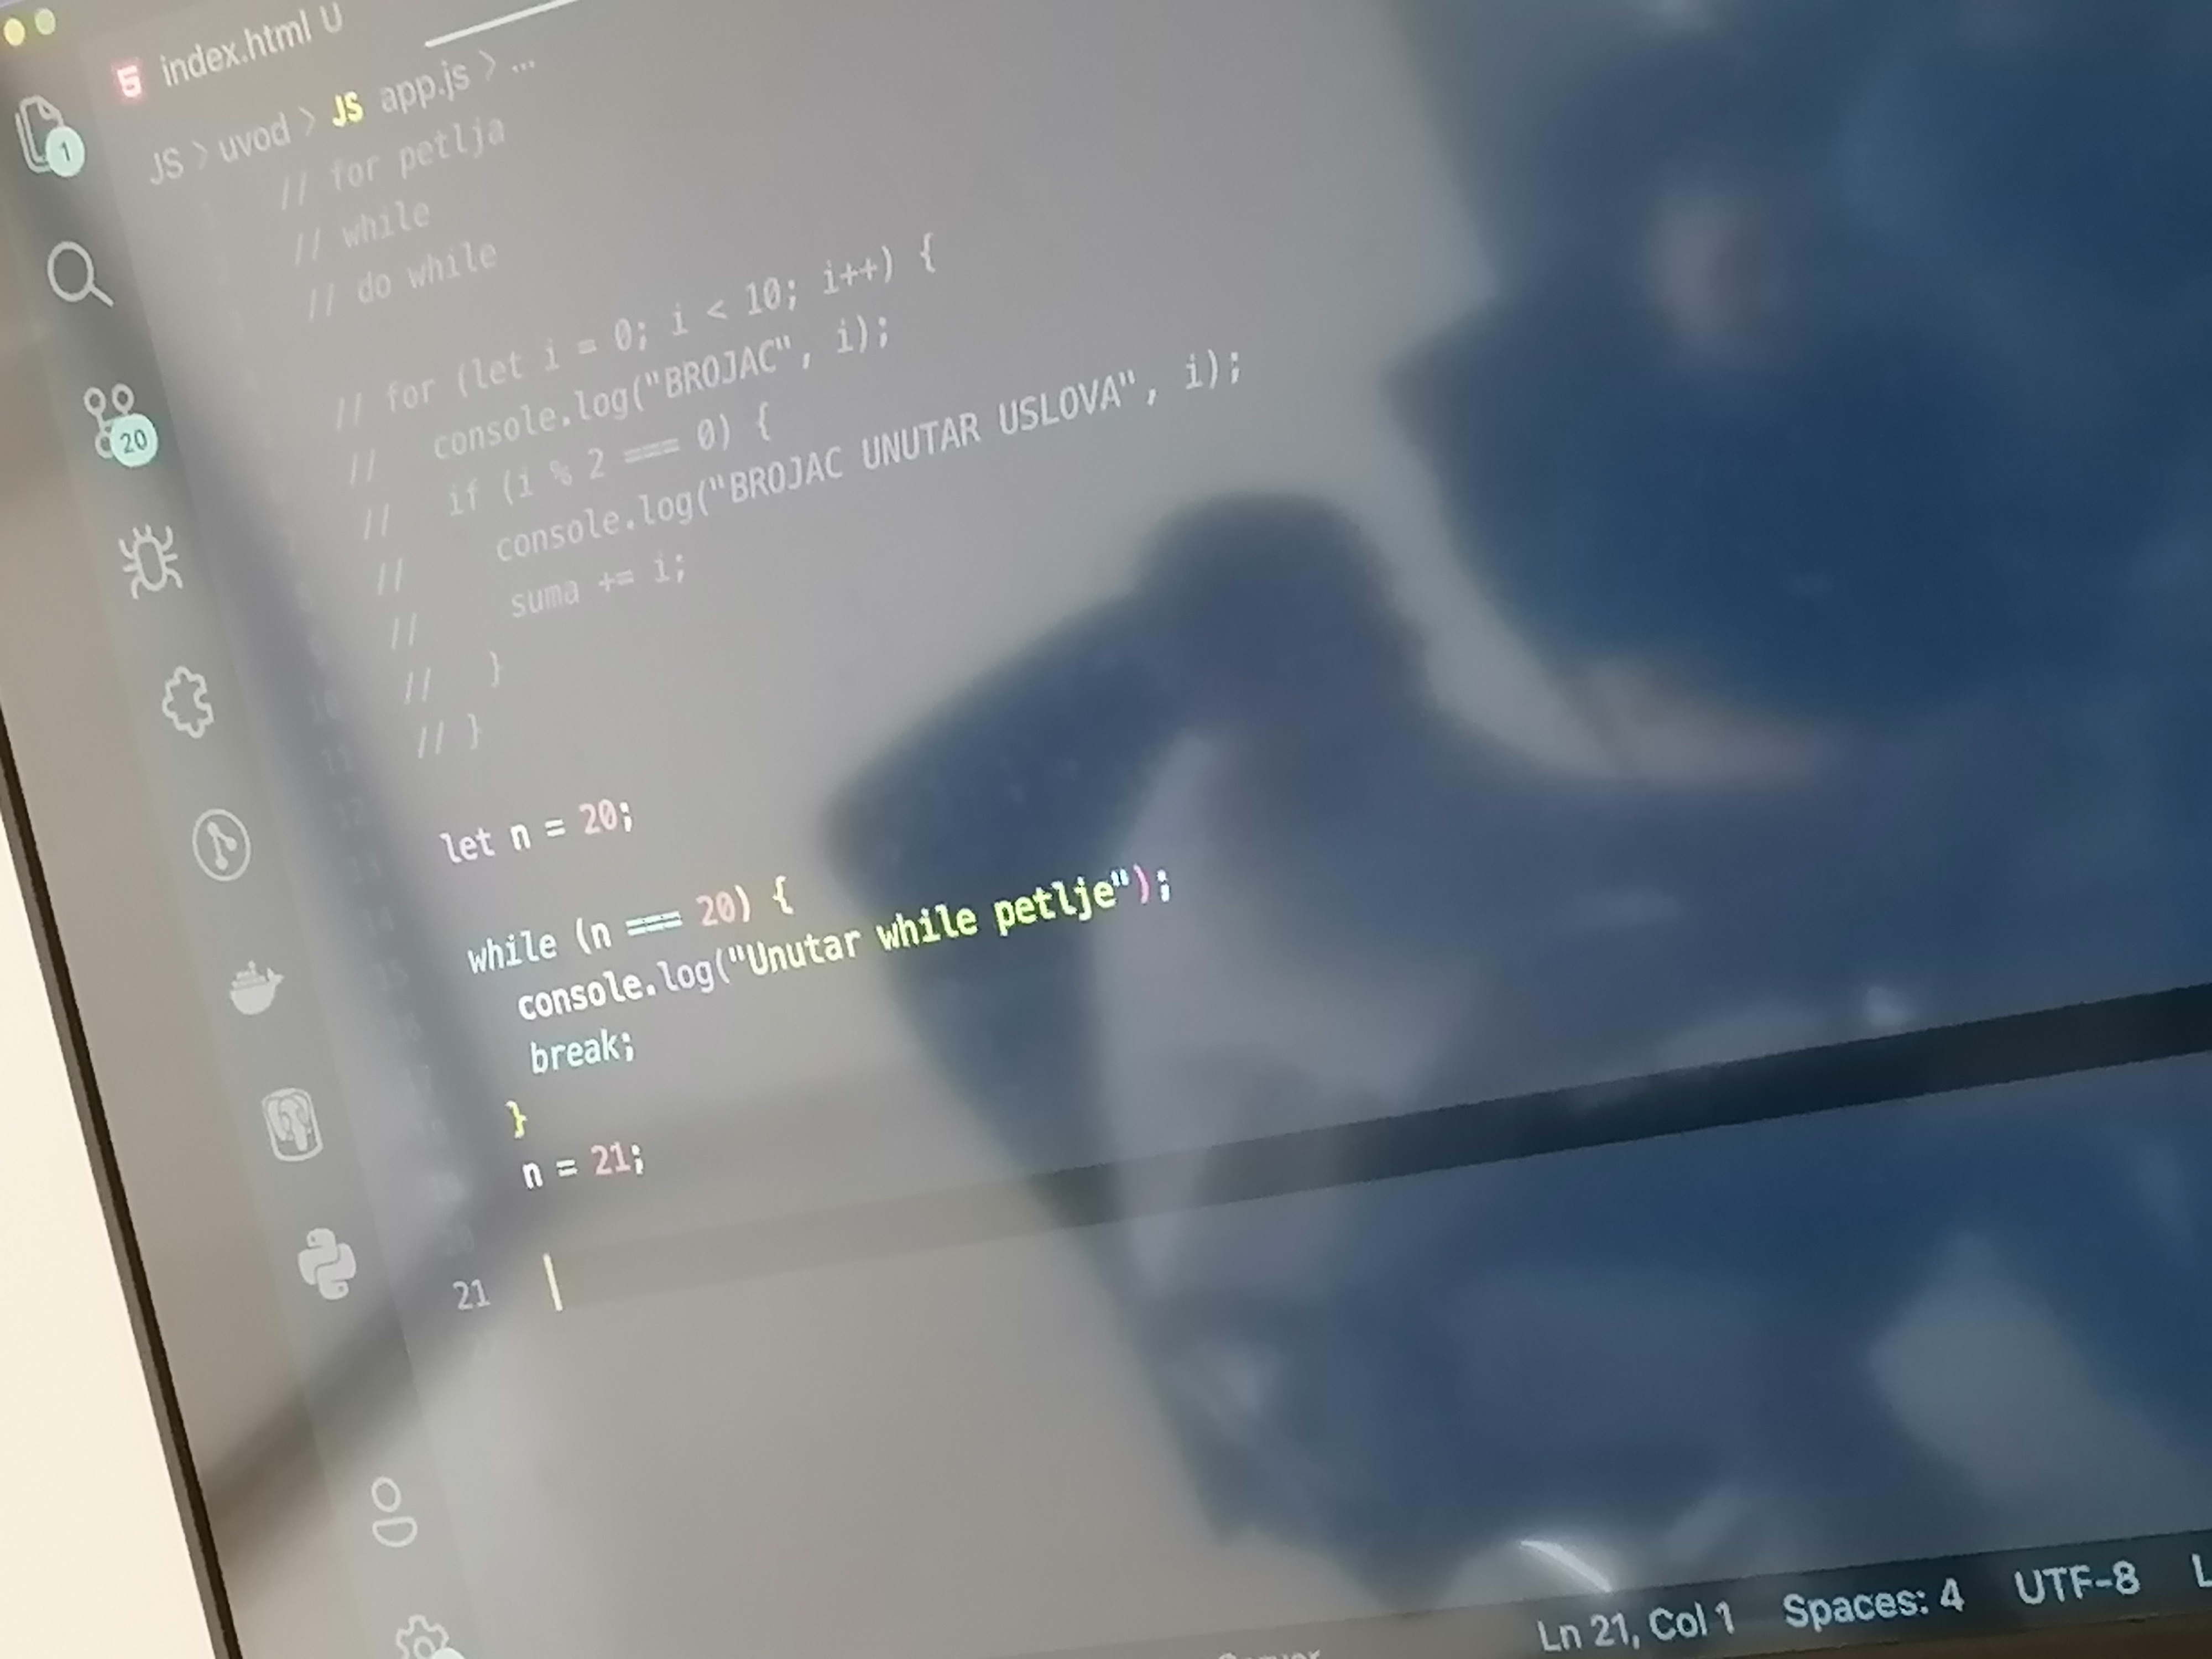 index.html U
JS > uvod > JS app.js > ...
// for petlja
// while
// do while
// for (let i = 0; i < 10; i++) {
//   console.log("BROJAC", i);
//   if (i % 2 === 0) {
//     console.log("BROJAC UNUTAR USLOVA", i);
//     suma += i;
//   }
// }
let n = 20;
while (n === 20) {
  console.log("Unutar while petlje");
  break;
}
n = 21;
21
1
20
Ln 21, Col 1 Spaces: 4 UTF-8